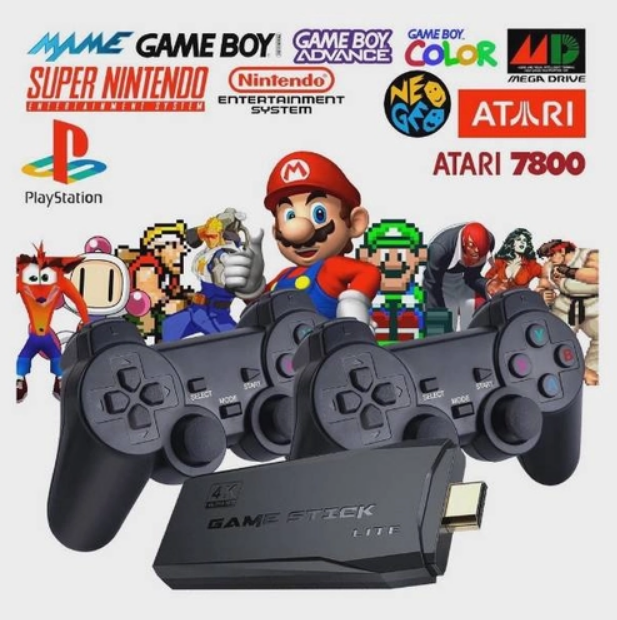 MAME GAME BOY GAME BOY ADVANCE GAME BOY COLOR MD
SUPER NINTENDO
ENTERTAINMENT SYSTEM
Nintendo
ENTERTAINMENT
SYSTEM
NEO
GEO
MEGA DRIVE
ATARI
ATARI 7800
PlayStation
M
SELECT
MODE
START
SELECT
MODE
START
Y
B
X
A
4K
GAME STICK
LITE